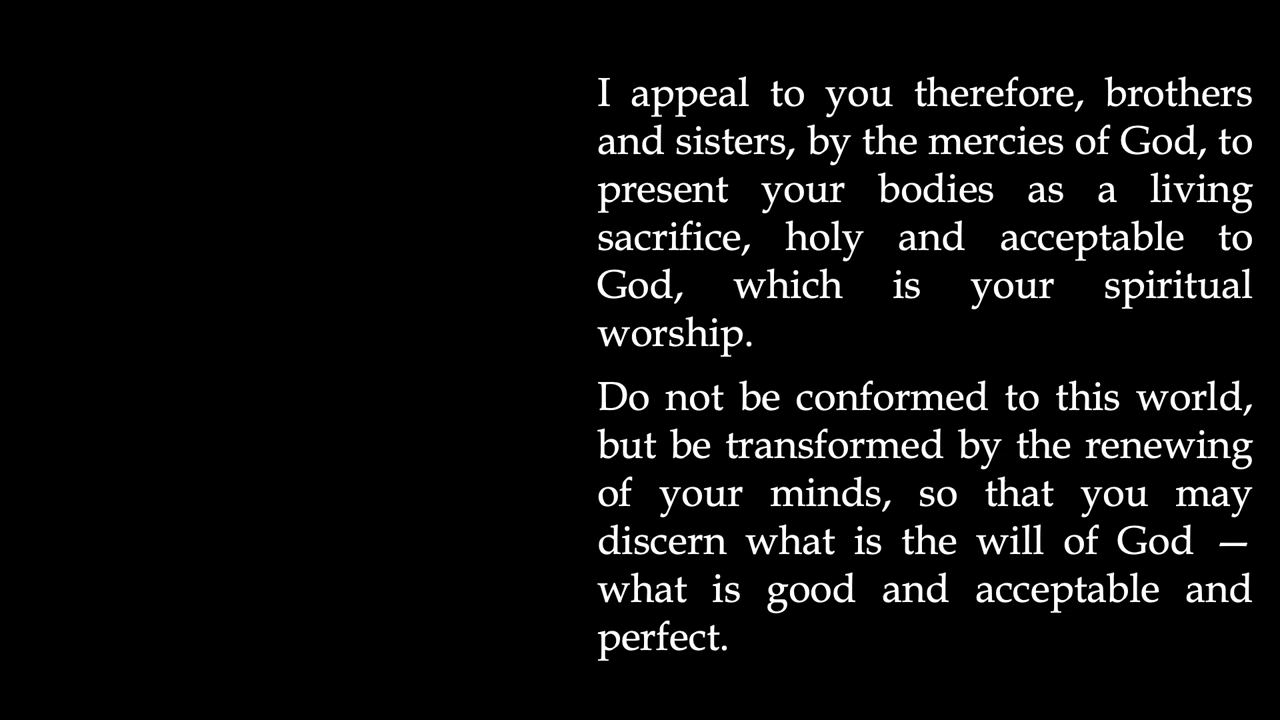 I appeal to you therefore, brothers
and sisters, by the mercies of God, to
present your bodies as a living
sacrifice, holy and acceptable to
God, which is your spiritual
worship.
Do not be conformed to this world,
but be transformed by the renewing
of your minds, so that you may
discern what is the will of God —
what is good and acceptable and
perfect.